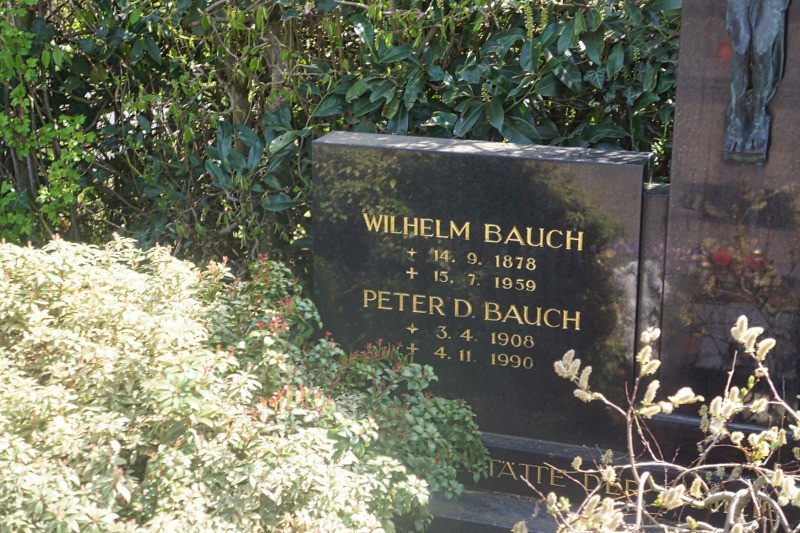 WILHELM BAUCH
✦ 14. 9. 1878
✝ 15. 7. 1959
PETER D. BAUCH
✦ 3. 4. 1908
✝ 4. 11. 1990